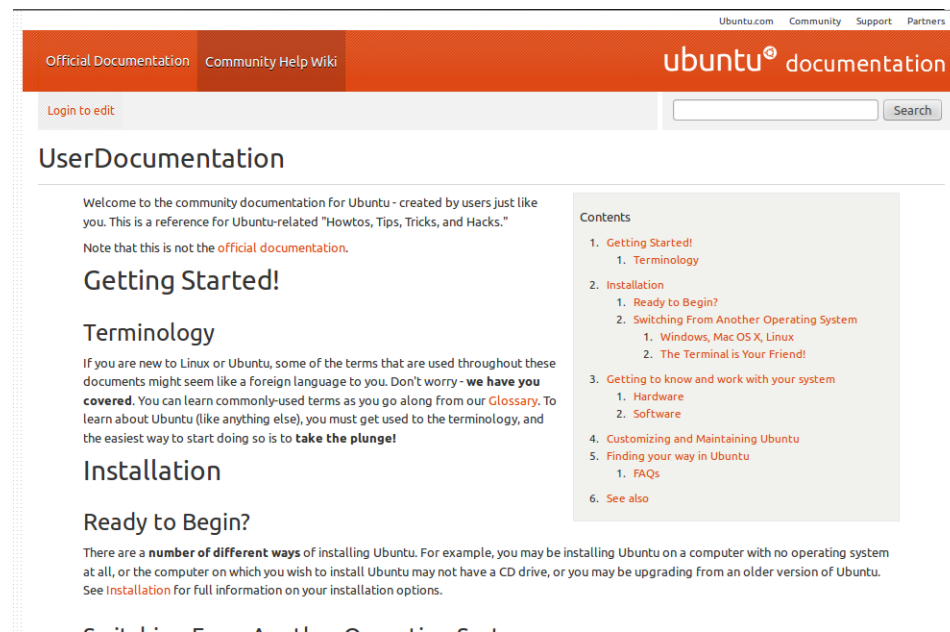 Ubuntu.com Community Support Partners
Official Documentation Community Help Wiki
ubuntu documentation
Login to edit
Search
UserDocumentation
Welcome to the community documentation for Ubuntu - created by users just like
you. This is a reference for Ubuntu-related "Howtos, Tips, Tricks, and Hacks."
Note that this is not the official documentation.
Getting Started!
Terminology
If you are new to Linux or Ubuntu, some of the terms that are used throughout these
documents might seem like a foreign language to you. Don't worry - we have you
covered. You can learn commonly-used terms as you go along from our Glossary. To
learn about Ubuntu (like anything else), you must get used to the terminology, and
the easiest way to start doing so is to take the plunge!
Contents
1. Getting Started!
1. Terminology
2. Installation
1. Ready to Begin?
2. Switching From Another Operating System
1. Windows, Mac OS X, Linux
2. The Terminal is Your Friend!
3. Getting to know and work with your system
1. Hardware
2. Software
4. Customizing and Maintaining Ubuntu
5. Finding your way in Ubuntu
1. FAQs
6. See also
Installation
Ready to Begin?
There are a number of different ways of installing Ubuntu. For example, you may be installing Ubuntu on a computer with no operating system
at all, or the computer on which you wish to install Ubuntu may not have a CD drive, or you may be upgrading from an older version of Ubuntu.
See Installation for full information on your installation options.
Switching From Another Operating System